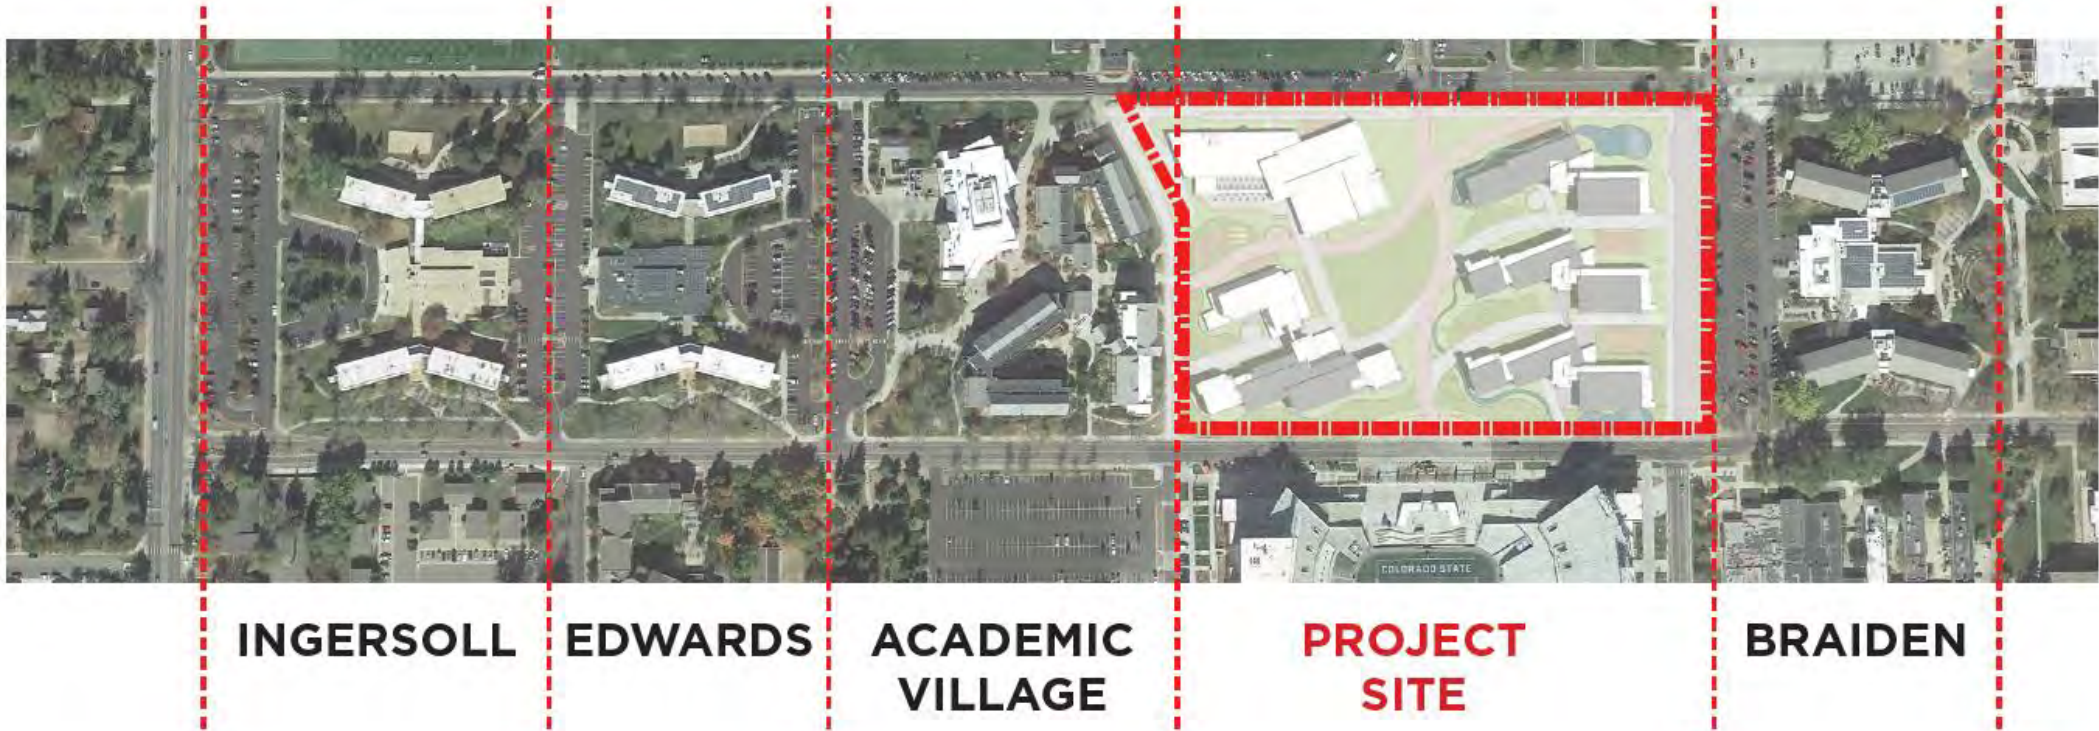 COLORADO STATE
INGERSOLL
EDWARDS
ACADEMIC
VILLAGE
PROJECT
SITE
BRAIDEN